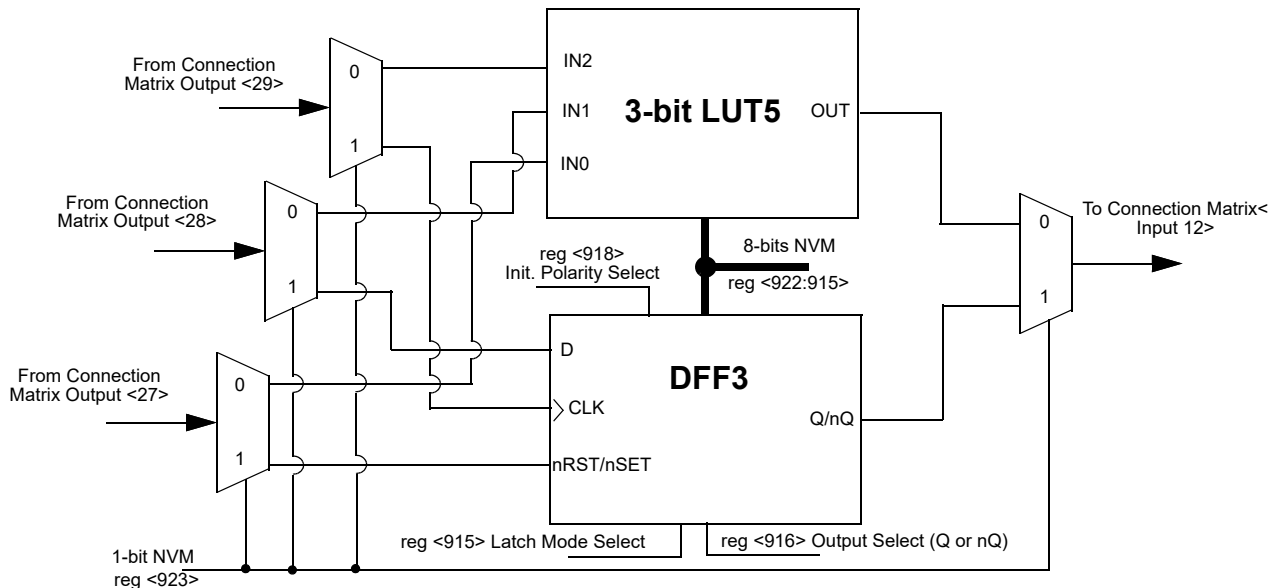 From Connection
Matrix Output <29>
0
1
IN2
IN1
IN0
3-bit LUT5
OUT
From Connection
Matrix Output <28>
0
1
8-bits NVM
reg <922:915>
reg <918>
Init. Polarity Select
0
1
To Connection Matrix<
Input 12>
From Connection
Matrix Output <27>
0
1
D
CLK
nRST/nSET
DFF3
Q/nQ
reg <915> Latch Mode Select
reg <916> Output Select (Q or nQ)
1-bit NVM
reg <923>